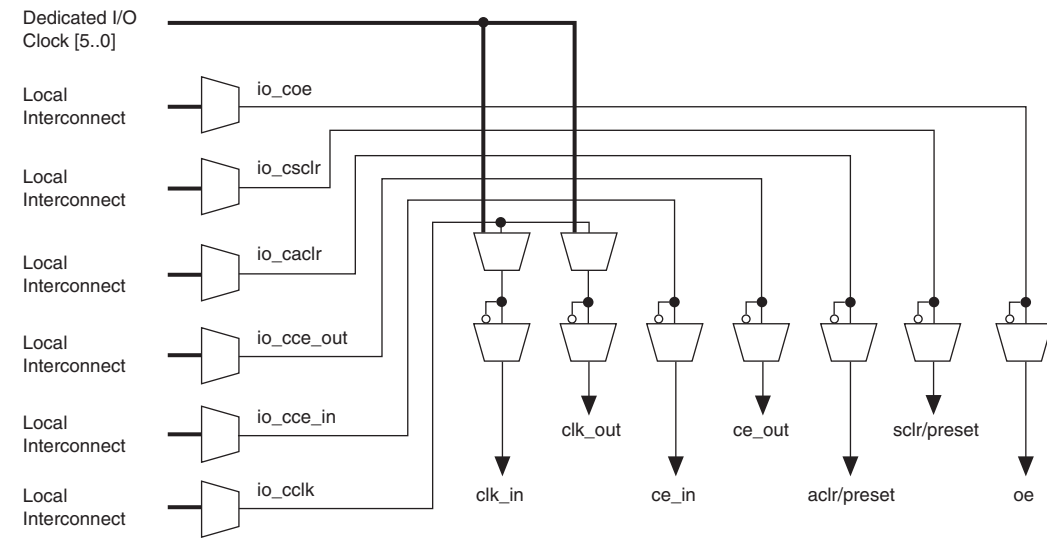 Dedicated I/O
Clock [5..0]
Local
Interconnect
io_coe
Local
Interconnect
io_csclr
Local
Interconnect
io_caclr
Local
Interconnect
io_cce_out
Local
Interconnect
io_cce_in
Local
Interconnect
io_cclk
clk_out
ce_out
sclr/preset
clk_in
ce_in
aclr/preset
oe